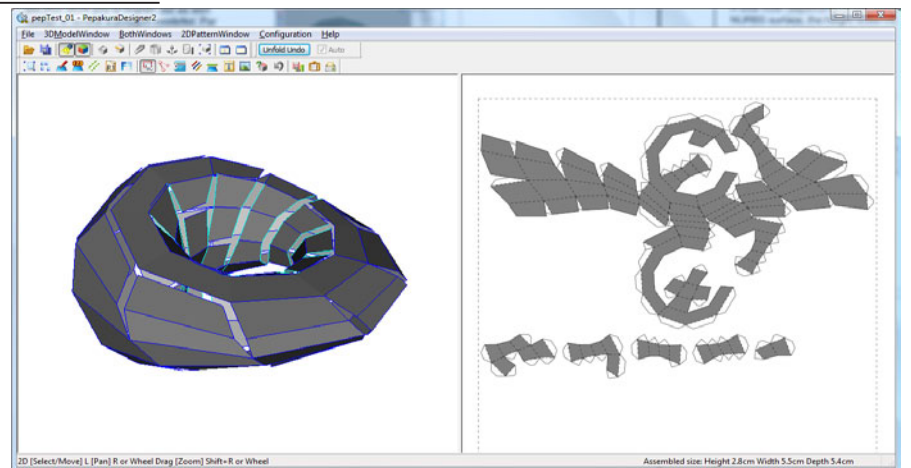 pepTest_01 - PepakuraDesigner2
File 3DModelWindow BothWindows 2DPatternWindow Configuration Help
Unfold Undo Auto
2D [Select/Move] L [Pan] R or Wheel Drag [Zoom] Shift+R or Wheel Assembled size: Height 2.8cm Width 5.5cm Depth 5.4cm